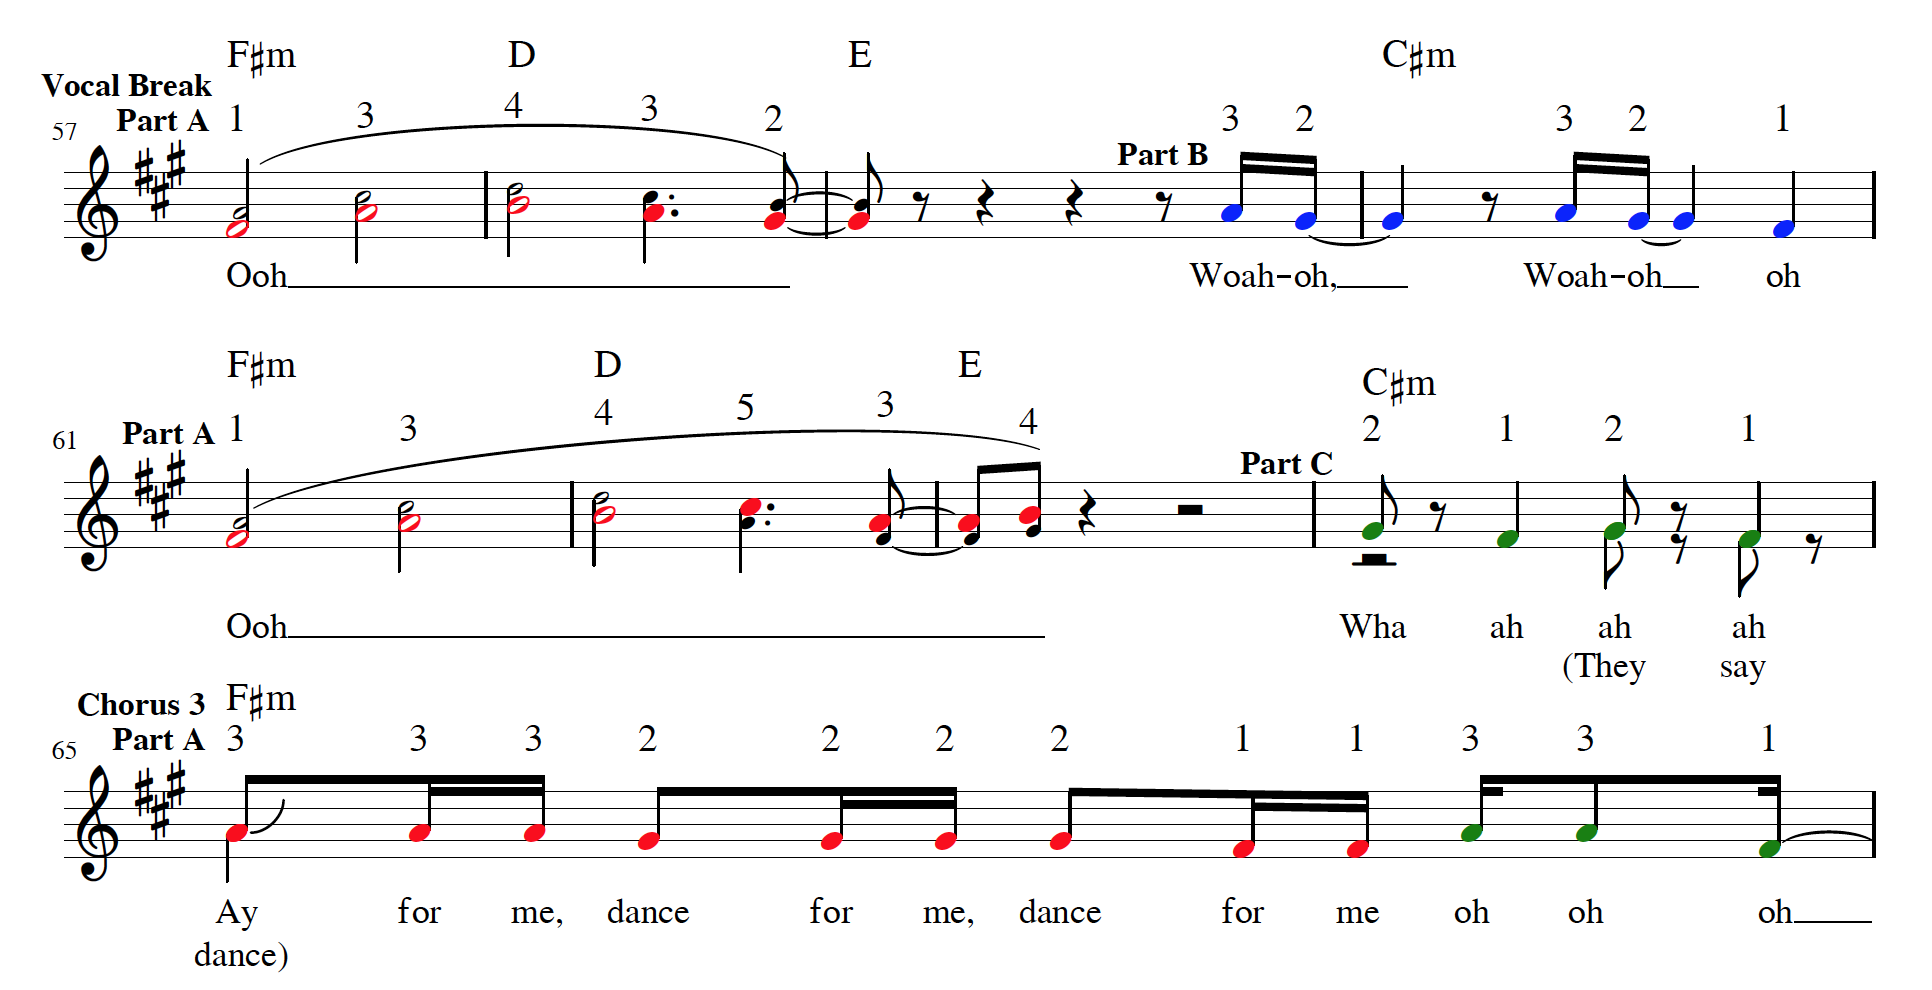 F♯m D E C♯m
Vocal Break
Part A 1 3 4 3 2 3 2 3 2 1
57 Part B
Ooh Woah-oh, Woah-oh oh
F♯m D E C♯m
Part A 1 3 4 5 3 4 2 1 2 1
61 Part C
Ooh Wha ah ah ah
(They say
Chorus 3 F♯m
Part A 3 3 3 2 2 2 2 1 1 3 3 1
65
Ay for me, dance for me, dance for me oh oh oh
dance)